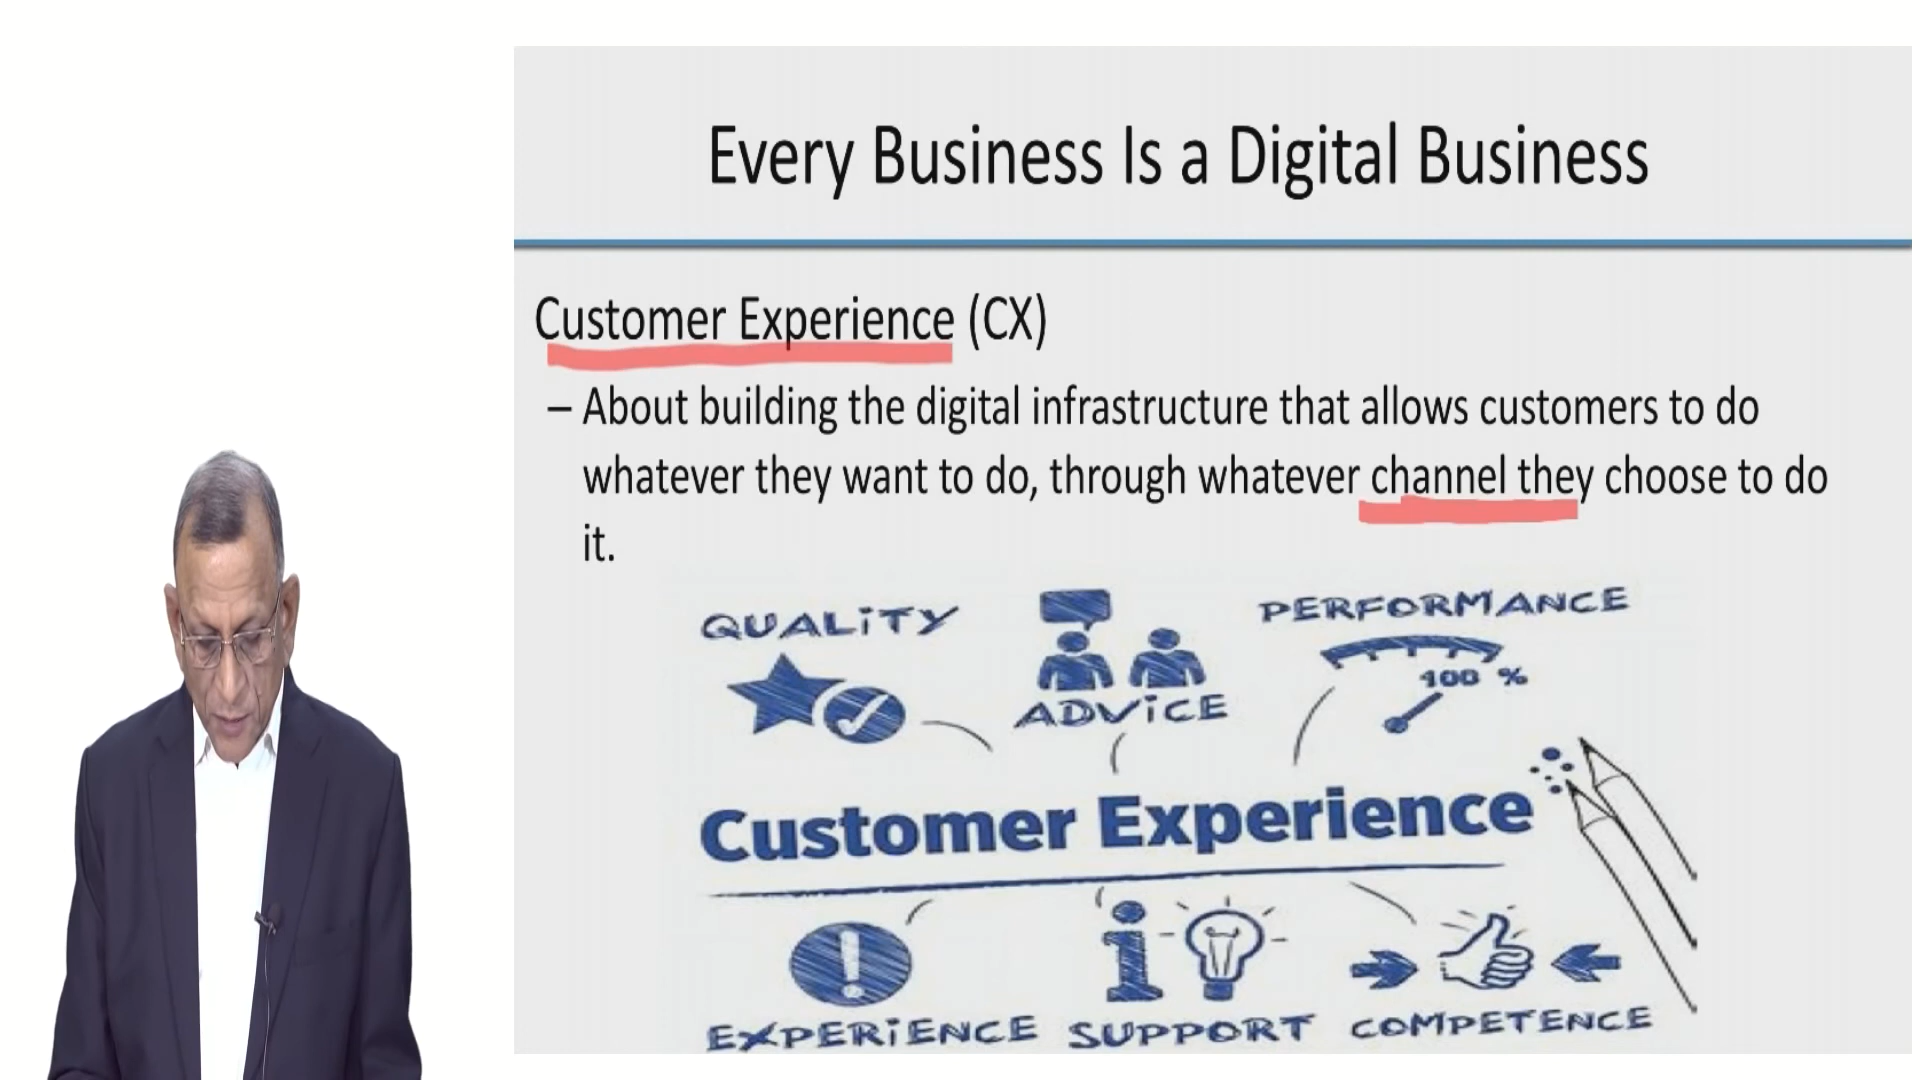 Every Business Is a Digital Business
Customer Experience (CX)
– About building the digital infrastructure that allows customers to do
whatever they want to do, through whatever channel they choose to do
it.
QUALiTY
ADViCE
PERFORMANCE
100 %
Customer Experience
EXPERiENCE
SUPPORT
COMPETENCE